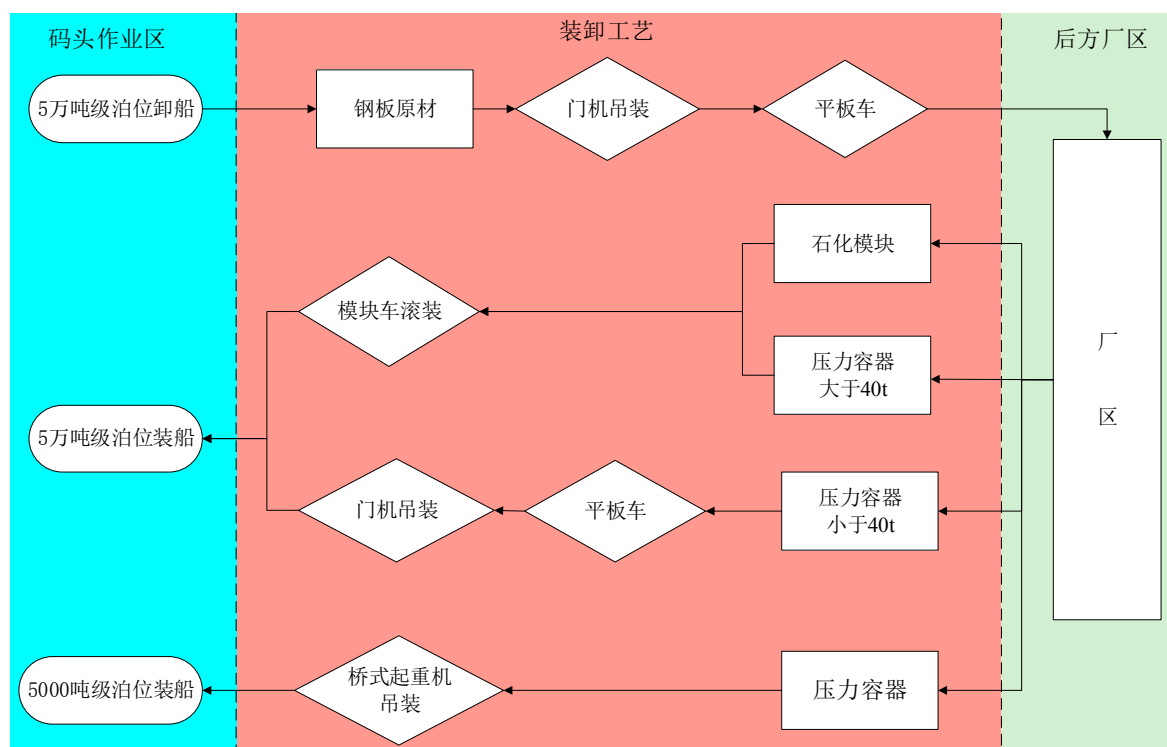 码头作业区
装卸工艺
后方厂区
5万吨级泊位卸船
钢板原材
门机吊装
平板车
石化模块
模块车滚装
压力容器
大于40t
厂
区
5万吨级泊位装船
门机吊装
平板车
压力容器
小于40t
5000吨级泊位装船
桥式起重机
吊装
压力容器